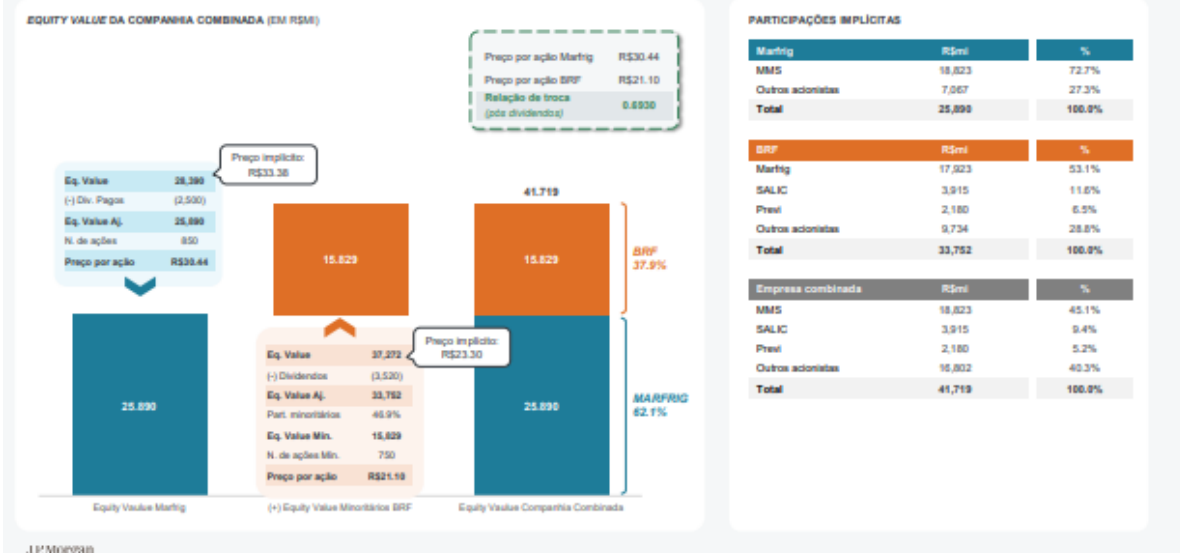 EQUITY VALUE DA COMPANHIA COMBINADA (EM R$MI)
Preço por ação Marfrig R$30.44
Preço por ação BRF R$21.10
Relação de troca 0.6930
(pós dividendos)
Preço implícito:
R$33.38
Eq. Value 28,390
(-) Div. Pagos (2,500)
Eq. Value Aj. 25,890
N. de ações 850
Preço por ação R$30.44
25.890
Equity Vaulue Marfrig
15.829
Preço implícito:
R$23.30
Eq. Value 37,272
(-) Dividendos (3,520)
Eq. Value Aj. 33,752
Part. minoritários 46.9%
Eq. Value Min. 15,829
N. de ações Min. 750
Preço por ação R$21.10
(+) Equity Value Minoritários BRF
41.719
15.829
25.890
BRF
37.9%
MARFRIG
62.1%
Equity Vaulue Companhia Combinada
PARTICIPAÇÕES IMPLÍCITAS
Marfrig R$mi %
MMS 18,823 72.7%
Outros acionistas 7,067 27.3%
Total 25,890 100.0%
BRF R$mi %
Marfrig 17,923 53.1%
SALIC 3,915 11.6%
Previ 2,180 6.5%
Outros acionistas 9,734 28.8%
Total 33,752 100.0%
Empresa combinada R$mi %
MMS 18,823 45.1%
SALIC 3,915 9.4%
Previ 2,180 5.2%
Outros acionistas 16,802 40.3%
Total 41,719 100.0%
J.P.Morgan